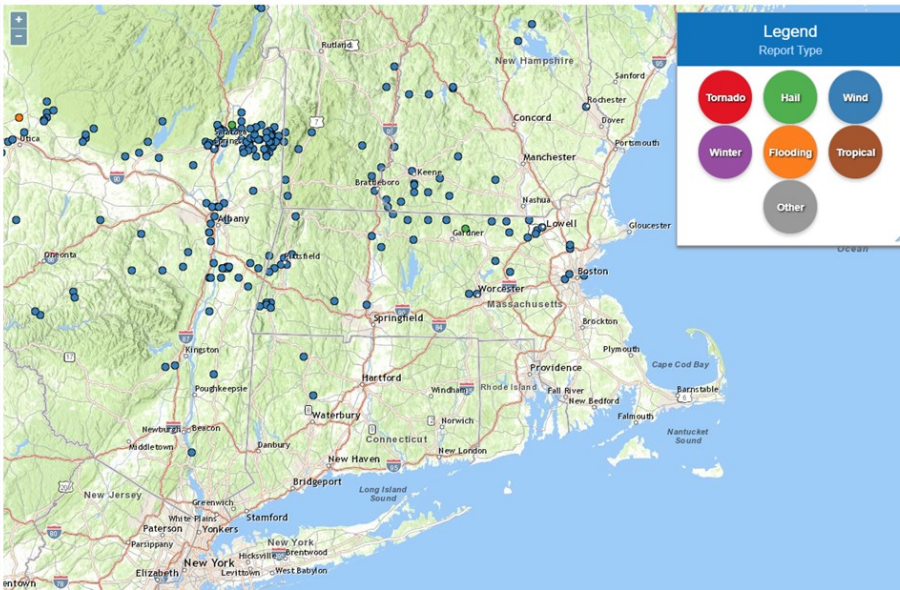 +
−
Legend
Report Type
Tornado
Hail
Wind
Winter
Flooding
Tropical
Other
Rutland
New Hampshire
Sanford
Rochester
Dover
Concord
Portsmouth
Utica
7
Manchester
Keene
Brattleboro
Nashua
Albany
Gardner
Lowell
Gloucester
Oneonta
Pittsfield
Boston
Worcester
Massachusetts
Ocean
Springfield
Brockton
Kingston
Plymouth
Cape Cod Bay
Providence
Hartford
Poughkeepsie
Windham
Rhode Island
Fall River
New Bedford
Barnstable
6
Falmouth
Waterbury
Norwich
Nantucket
Sound
Newburgh
Beacon
Connecticut
Middletown
Danbury
New London
New Haven
Bridgeport
Long Island
Sound
New Jersey
Greenwich
Stamford
White Plains
Paterson
Yonkers
Parsippany
New York
Hicksville
Brentwood
New York
Elizabeth
Levittown
West Babylon
entown